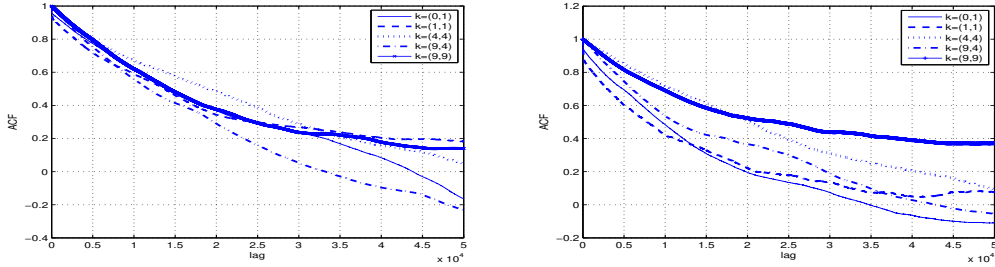 1
0.8
0.6
0.4
0.2
0
−0.2
−0.4
ACF
0 0.5 1 1.5 2 2.5 3 3.5 4 4.5 5
lag
× 10^4
k=(0,1)
k=(1,1)
k=(4,4)
k=(9,4)
k=(9,9)
1.2
1
0.8
0.6
0.4
0.2
0
−0.2
ACF
0 0.5 1 1.5 2 2.5 3 3.5 4 4.5 5
lag
× 10^4
k=(0,1)
k=(1,1)
k=(4,4)
k=(9,4)
k=(9,9)